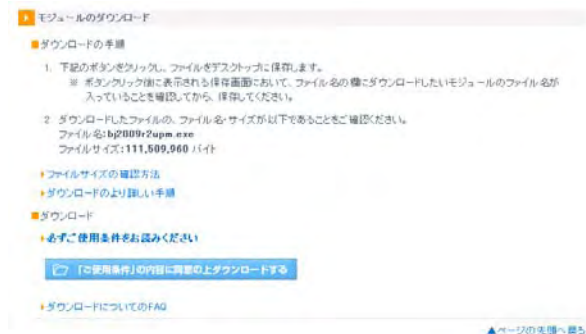 モジュールのダウンロード
■ダウンロードの手順
1. 下記のボタンをクリックし、ファイルをデスクトップに保存します。
※ ボタンクリック後に表示される保存画面において、ファイル名の欄にダウンロードしたいモジュールのファイル名が
入っていることを確認してから、保存してください。
2. ダウンロードしたファイルの、ファイル名・サイズが以下であることをご確認ください。
ファイル名:bj2009r2upm.exe
ファイルサイズ:111,509,960 バイト
ファイルサイズの確認方法
ダウンロードのより詳しい手順
■ダウンロード
必ずご使用条件をお読みください
「ご使用条件」の内容に同意の上ダウンロードする
ダウンロードについてのFAQ
▲ページの先頭へ戻る